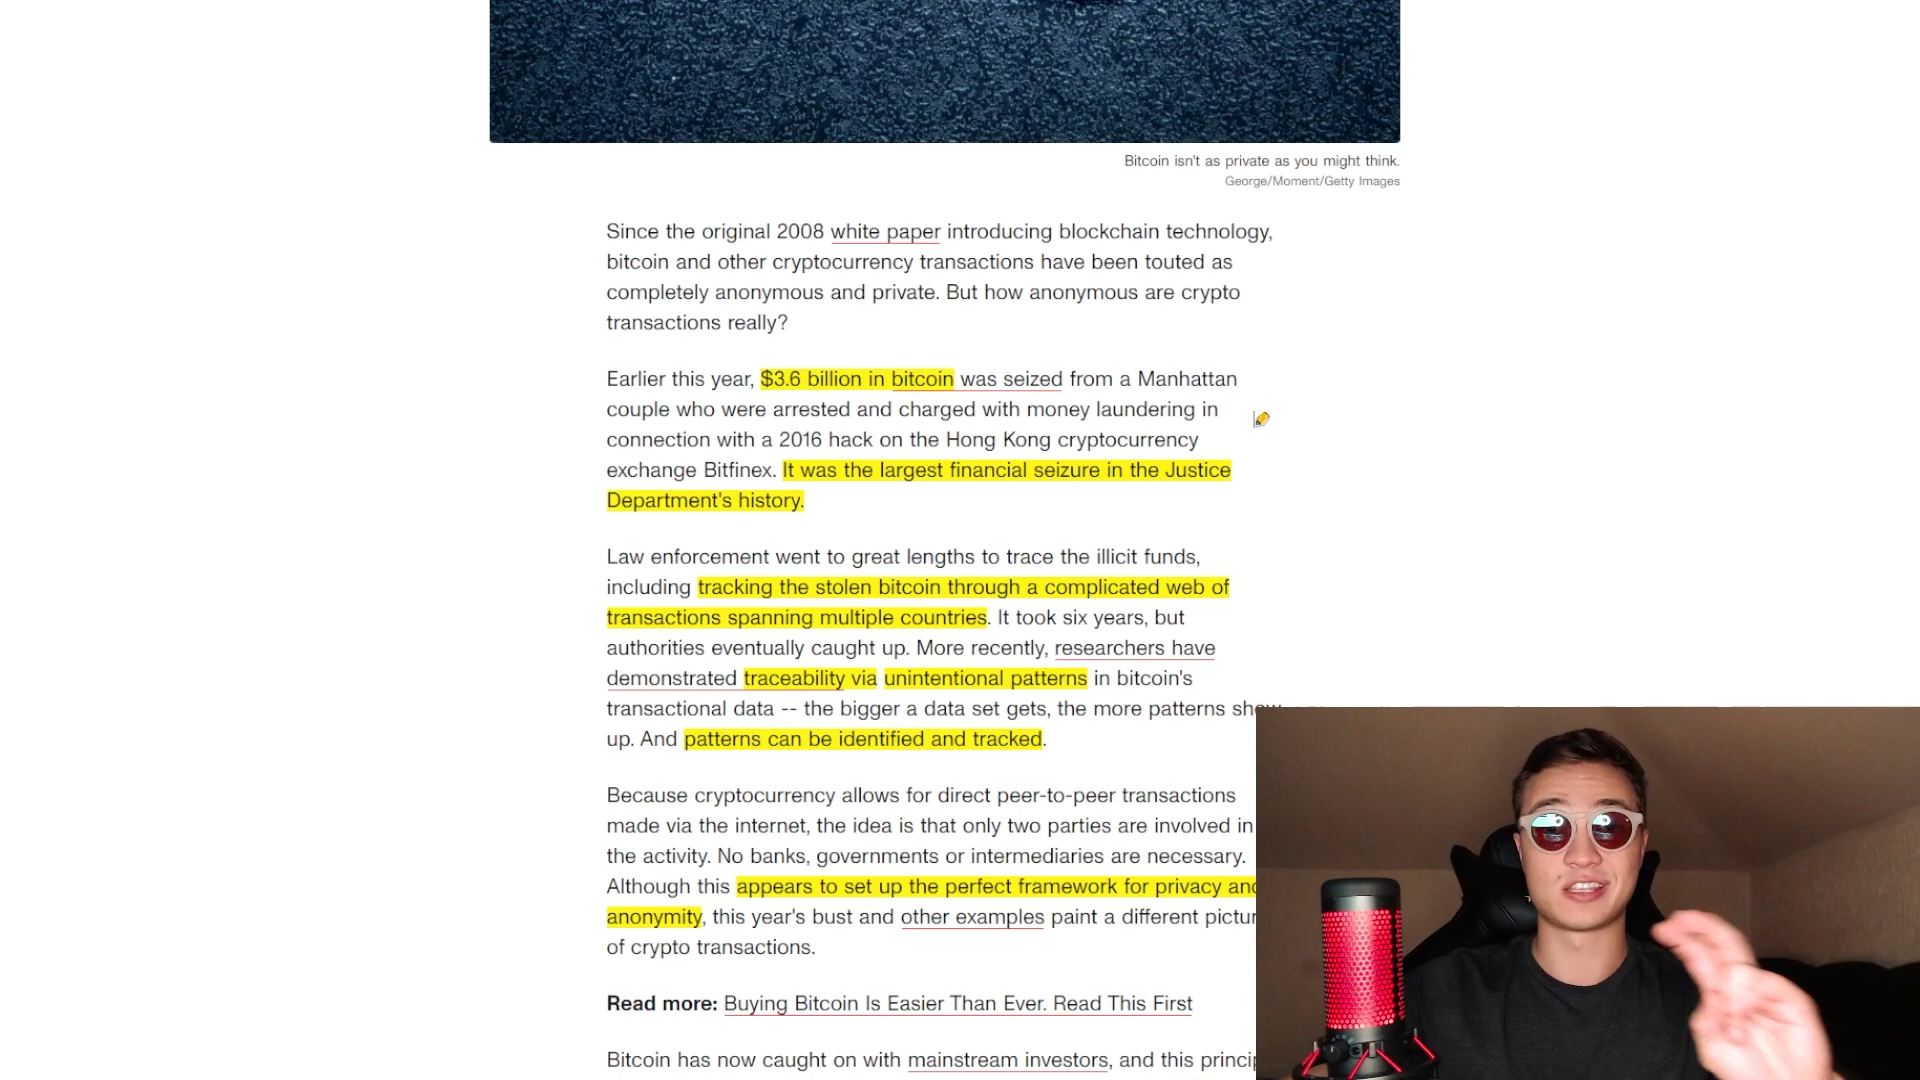 Bitcoin isn't as private as you might think.
George/Moment/Getty Images
Since the original 2008 white paper introducing blockchain technology,
bitcoin and other cryptocurrency transactions have been touted as
completely anonymous and private. But how anonymous are crypto
transactions really?
Earlier this year, $3.6 billion in bitcoin was seized from a Manhattan
couple who were arrested and charged with money laundering in
connection with a 2016 hack on the Hong Kong cryptocurrency
exchange Bitfinex. It was the largest financial seizure in the Justice
Department's history.
Law enforcement went to great lengths to trace the illicit funds,
including tracking the stolen bitcoin through a complicated web of
transactions spanning multiple countries. It took six years, but
authorities eventually caught up. More recently, researchers have
demonstrated traceability via unintentional patterns in bitcoin's
transactional data -- the bigger a data set gets, the more patterns show
up. And patterns can be identified and tracked.
Because cryptocurrency allows for direct peer-to-peer transactions
made via the internet, the idea is that only two parties are involved in
the activity. No banks, governments or intermediaries are necessary.
Although this appears to set up the perfect framework for privacy and
anonymity, this year's bust and other examples paint a different
of crypto transactions.
Read more: Buying Bitcoin Is Easier Than Ever. Read This First
Bitcoin has now caught on with mainstream investors, and this